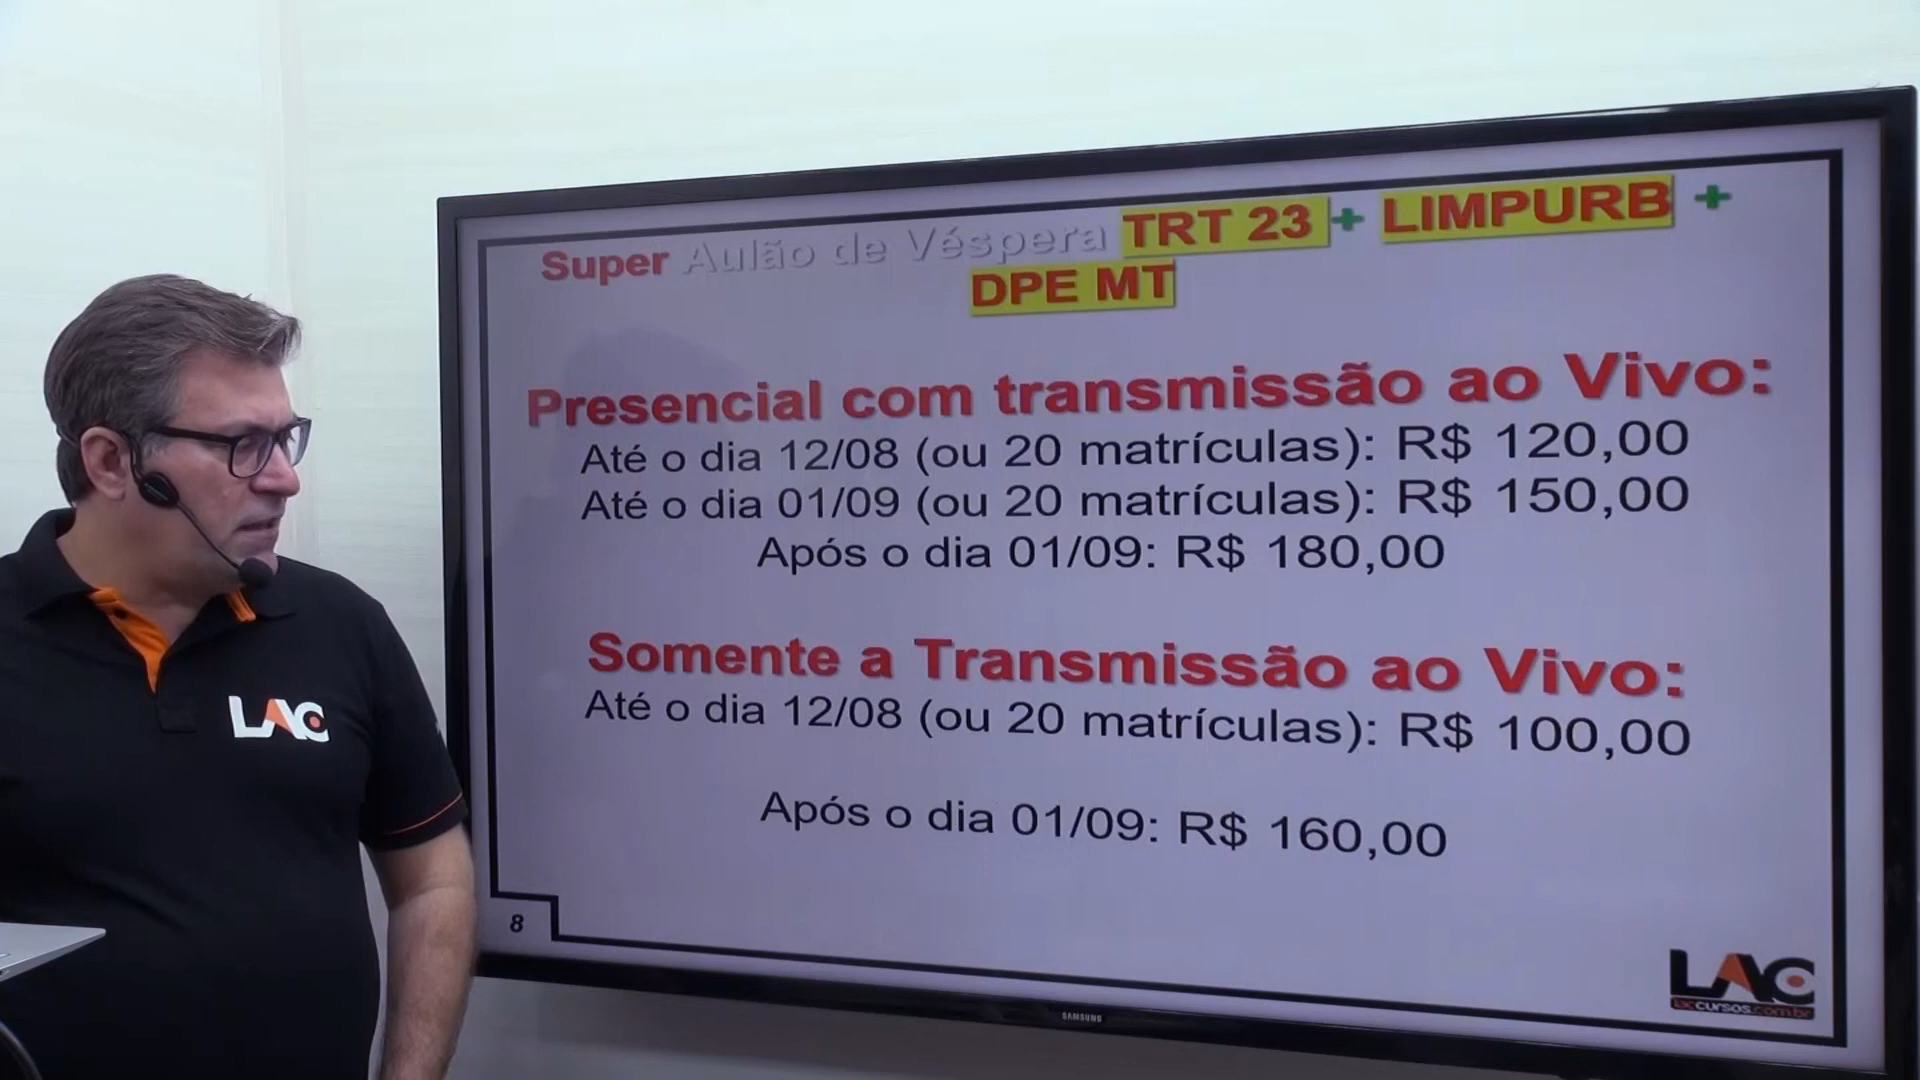 Super Aulão de Véspera TRT 23 + LIMPURB +
DPE MT
Presencial com transmissão ao Vivo:
Até o dia 12/08 (ou 20 matrículas): R$ 120,00
Até o dia 01/09 (ou 20 matrículas): R$ 150,00
Após o dia 01/09: R$ 180,00
Somente a Transmissão ao Vivo:
Até o dia 12/08 (ou 20 matrículas): R$ 100,00
Após o dia 01/09: R$ 160,00
8
LAC
laccursos.com.br
SAMSUNG
LAC